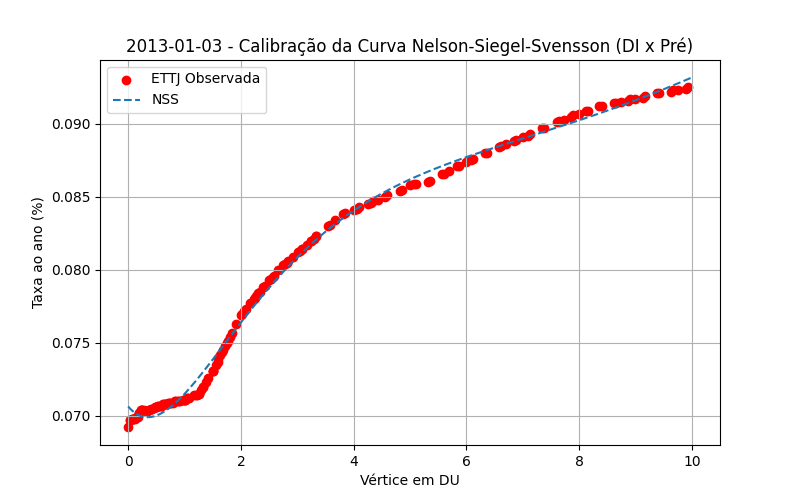 2013-01-03 - Calibração da Curva Nelson-Siegel-Svensson (DI x Pré)
ETTJ Observada
NSS
Taxa ao ano (%)
0.090
0.085
0.080
0.075
0.070
0 2 4 6 8 10
Vértice em DU